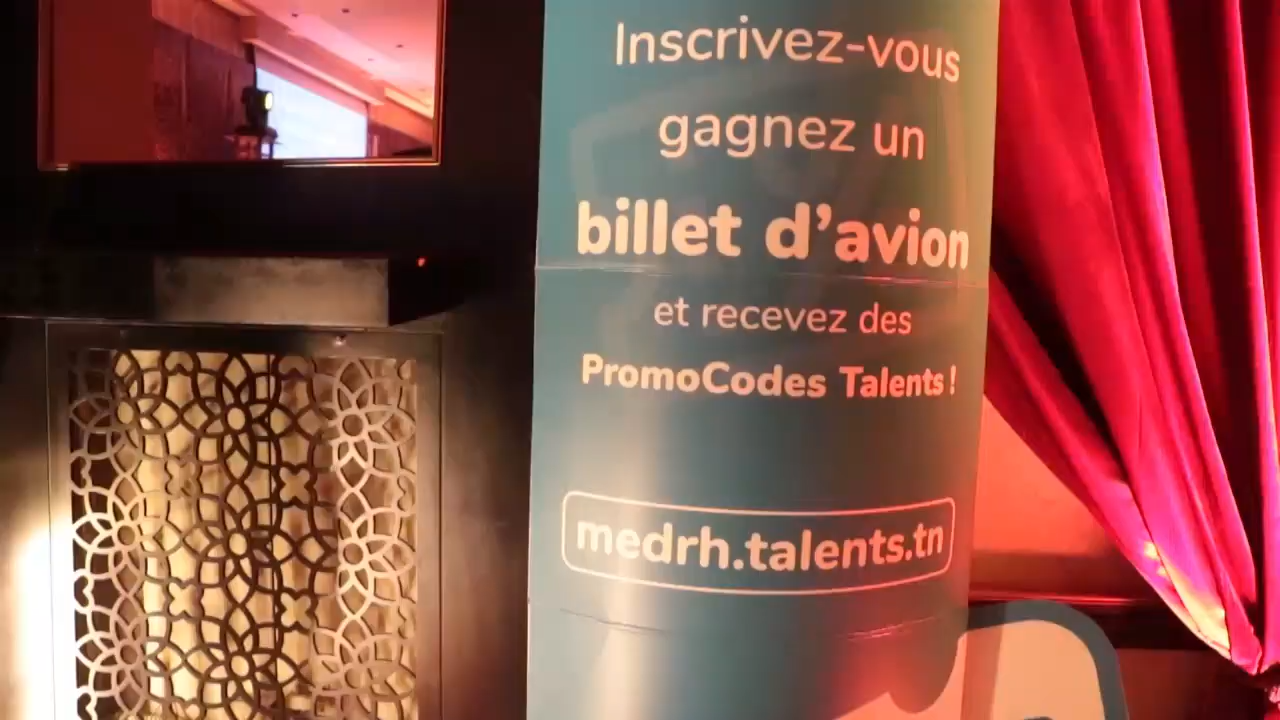 Inscrivez-vous
gagnez un
billet d'avion
et recevez des
PromoCodes Talents !
medrh.talents.tn